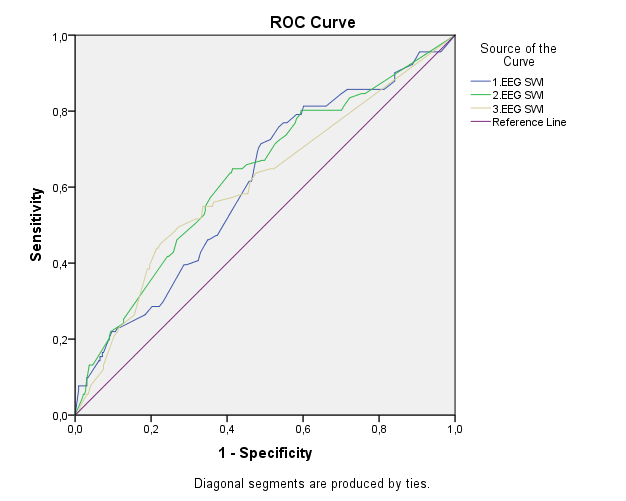 ROC Curve
Source of the
Curve
1.EEG SWI
2.EEG SWI
3.EEG SWI
Reference Line
1,0
0,8
0,6
0,4
0,2
0,0
Sensitivity
0,0 0,2 0,4 0,6 0,8 1,0
1 - Specificity
Diagonal segments are produced by ties.